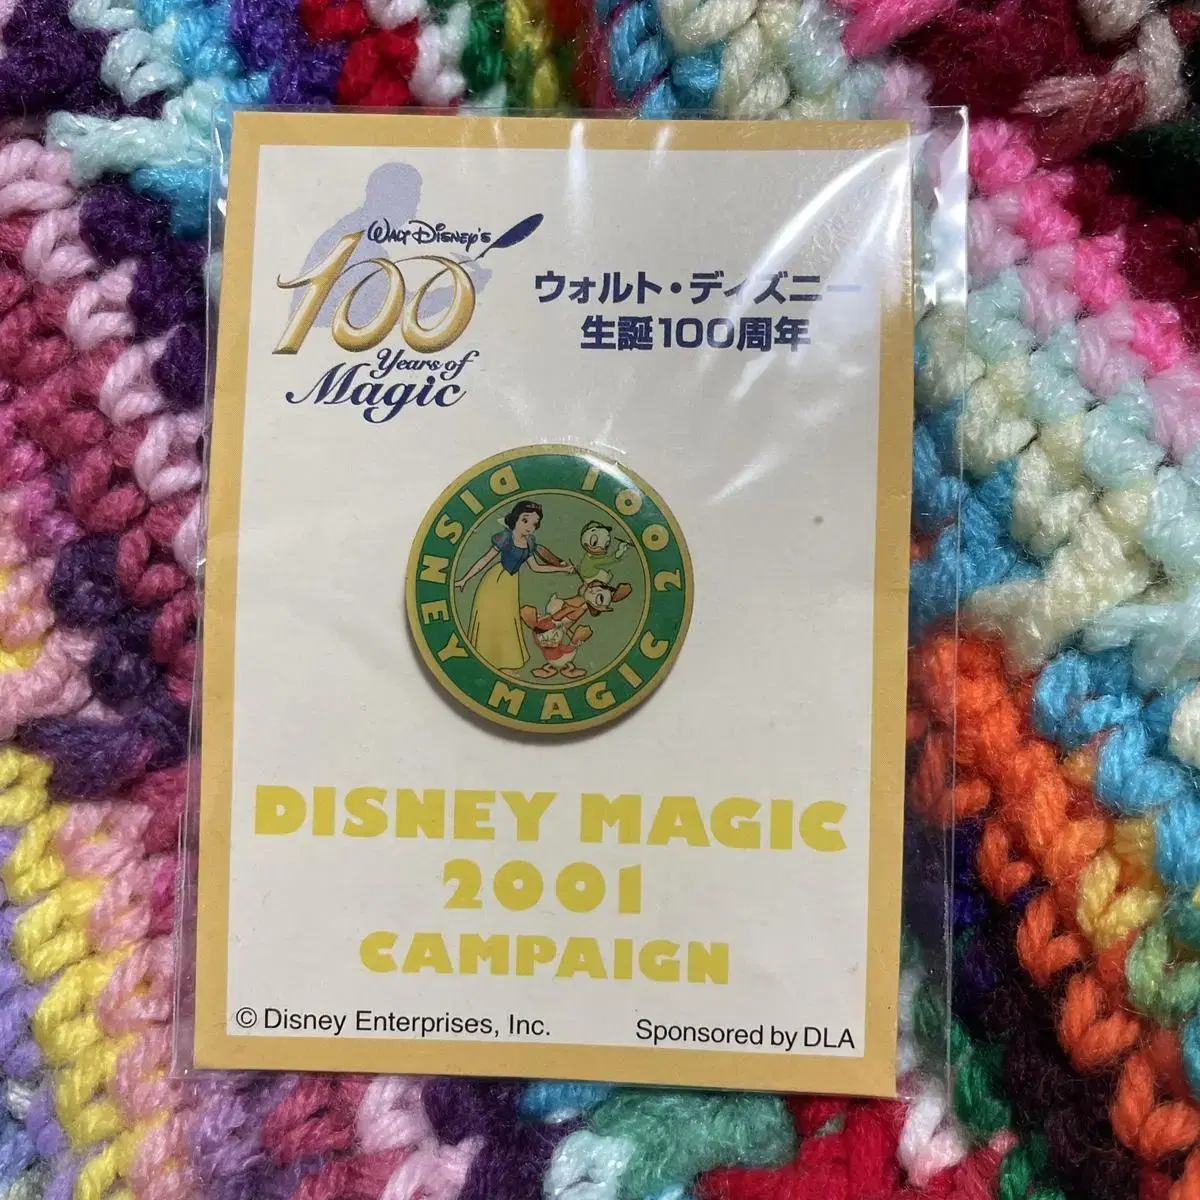 WALT DISNEY'S
100
Years of
Magic
ウォルト・ディズニー
生誕100周年
DISNEY MAGIC 2001
DISNEY MAGIC
2001
CAMPAIGN
© Disney Enterprises, Inc.
Sponsored by DLA